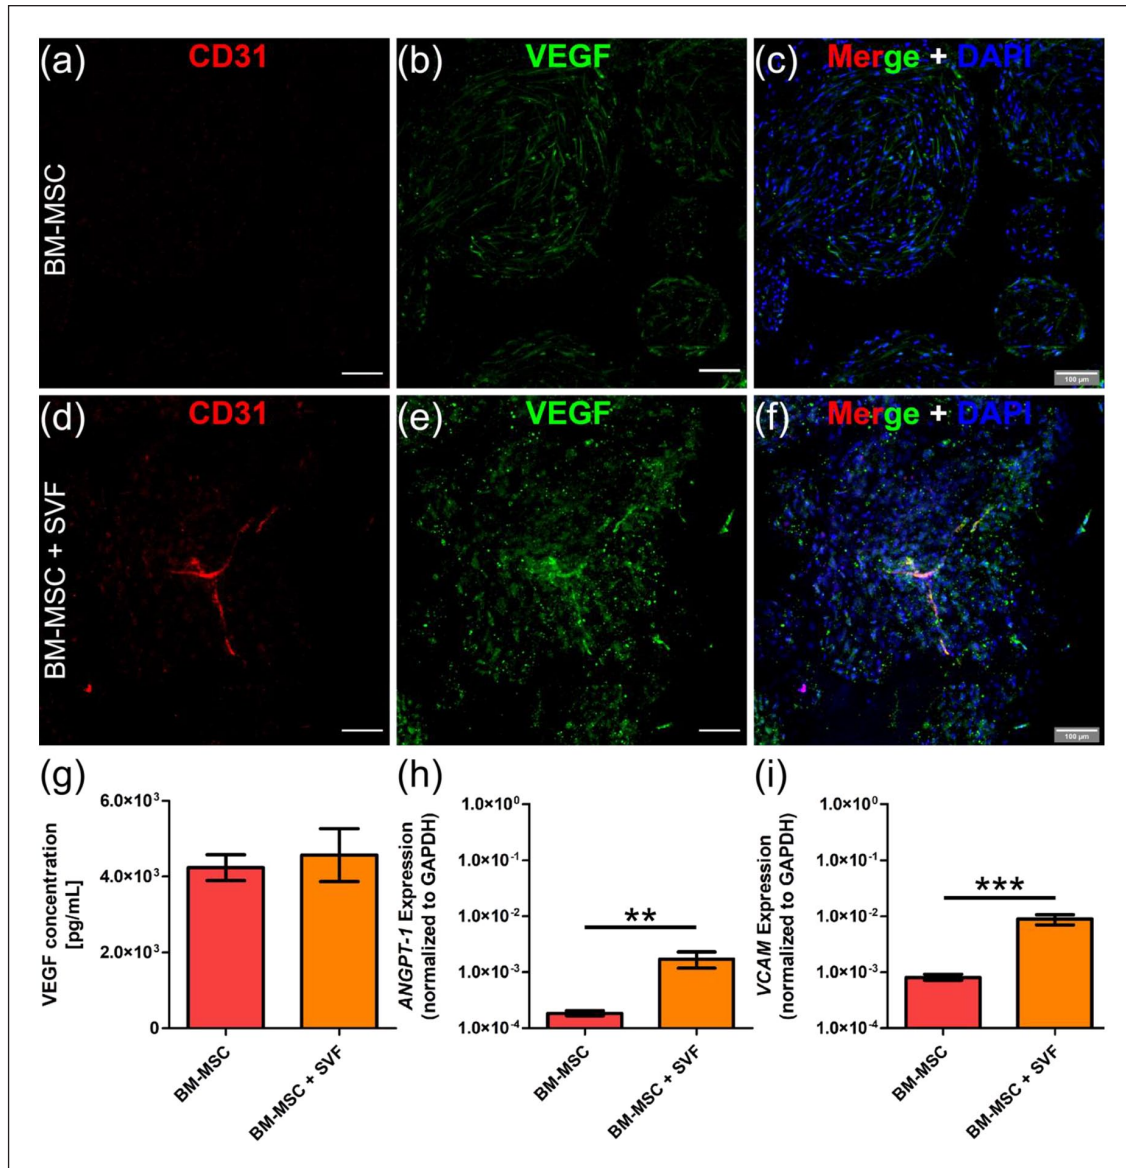 (a) CD31
(b) VEGF
(c) Merge + DAPI
BM-MSC
100 µm
(d) CD31
(e) VEGF
(f) Merge + DAPI
BM-MSC + SVF
100 µm
(g)
VEGF concentration
[pg/mL]
6.0×10³
4.0×10³
2.0×10³
0
BM-MSC
BM-MSC + SVF
(h)
ANGPT-1 Expression
(normalized to GAPDH)
1.0×10⁰
1.0×10⁻¹
1.0×10⁻²
1.0×10⁻³
1.0×10⁻⁴
**
BM-MSC
BM-MSC + SVF
(i)
VCAM Expression
(normalized to GAPDH)
1.0×10⁰
1.0×10⁻¹
1.0×10⁻²
1.0×10⁻³
1.0×10⁻⁴
***
BM-MSC
BM-MSC + SVF